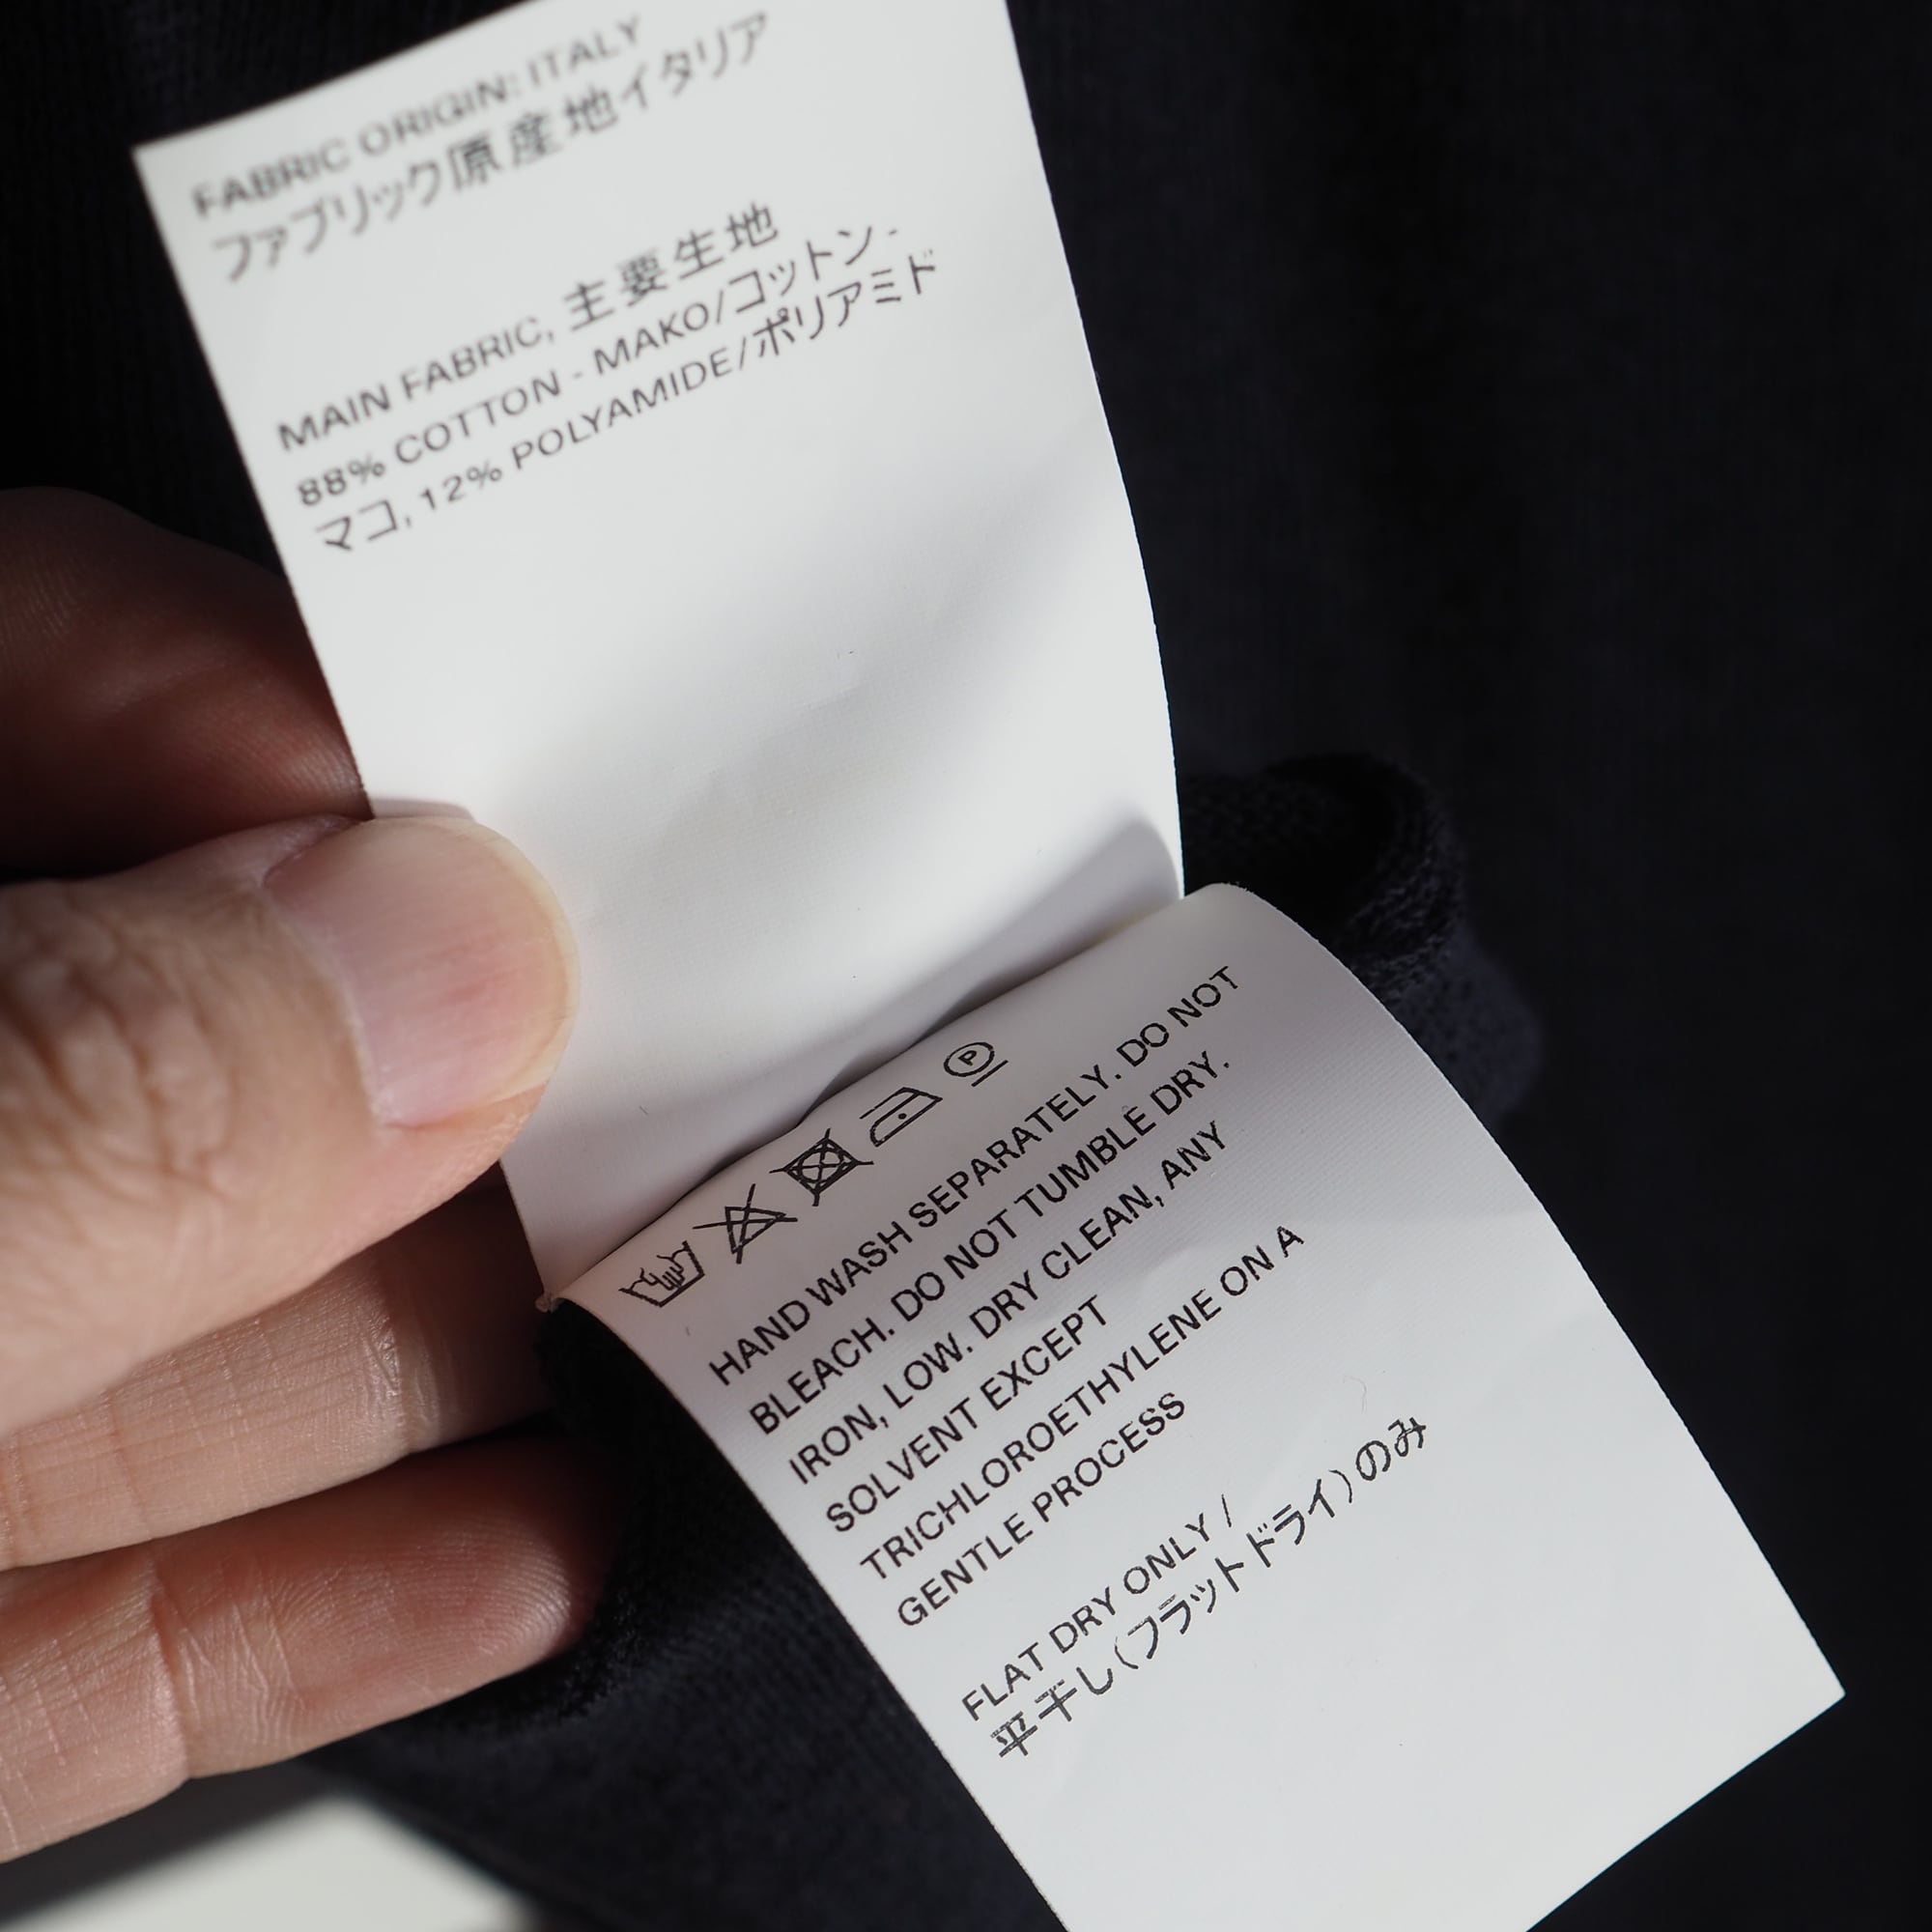 FABRIC ORIGIN: ITALY
ファブリック原産地イタリア
MAIN FABRIC, 主要生地
88% COTTON - MAKO/コットン-
マコ, 12% POLYAMIDE/ポリアミド
P
HAND WASH SEPARATELY. DO NOT
BLEACH. DO NOT TUMBLE DRY.
IRON, LOW. DRY CLEAN, ANY
SOLVENT EXCEPT
TRICHLOROETHYLENE ON A
GENTLE PROCESS
FLAT DRY ONLY /
平干し(フラットドライ)のみ